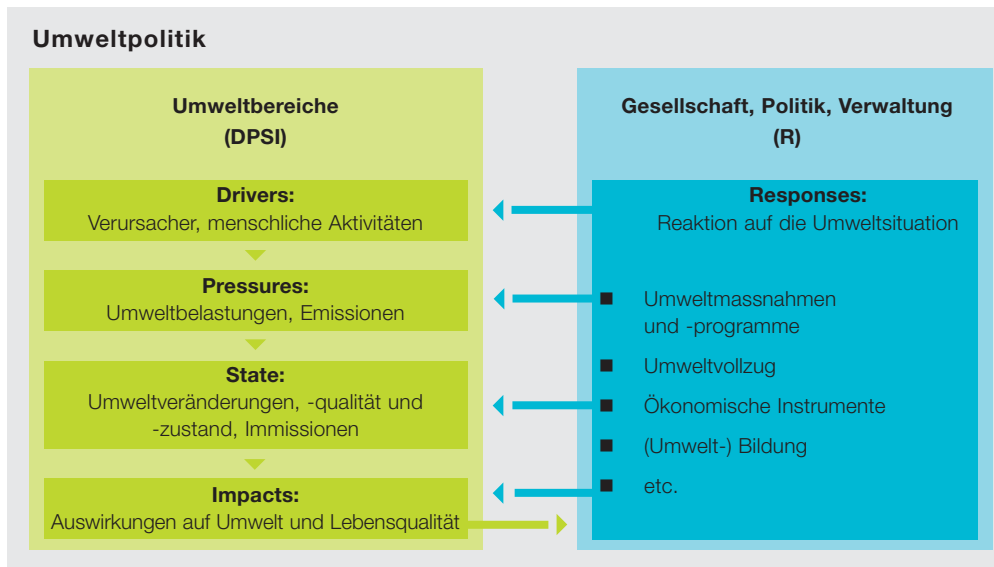 Umweltpolitik
Umweltbereiche
(DPSI)
Drivers:
Verursacher, menschliche Aktivitäten
Pressures:
Umweltbelastungen, Emissionen
State:
Umweltveränderungen, -qualität und
-zustand, Immissionen
Impacts:
Auswirkungen auf Umwelt und Lebensqualität
Gesellschaft, Politik, Verwaltung
(R)
Responses:
Reaktion auf die Umweltsituation
■ Umweltmassnahmen
und -programme
■ Umweltvollzug
■ Ökonomische Instrumente
■ (Umwelt-) Bildung
■ etc.